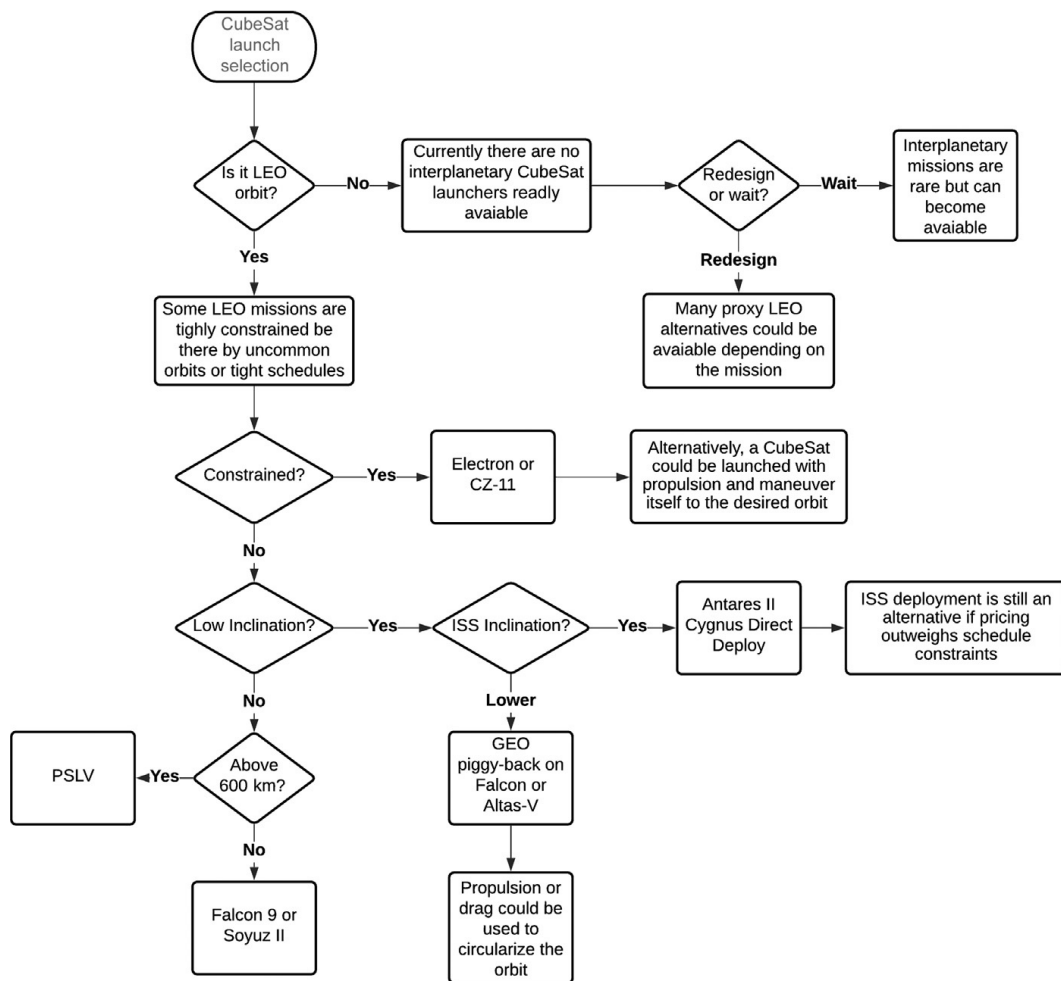 CubeSat
launch
selection
Is it LEO
orbit?
No
Currently there are no
interplanetary CubeSat
launchers readly
avaiable
Redesign
or wait?
Wait
Interplanetary
missions are
rare but can
become
avaiable
Yes
Redesign
Some LEO missions are
tighly constrained be
there by uncommon
orbits or tight schedules
Many proxy LEO
alternatives could be
avaiable depending on
the mission
Constrained?
Yes
Electron or
CZ-11
Alternatively, a CubeSat
could be launched with
propulsion and maneuver
itself to the desired orbit
No
Low Inclination?
Yes
ISS Inclination?
Yes
Antares II
Cygnus Direct
Deploy
ISS deployment is still an
alternative if pricing
outweighs schedule
constraints
No
Lower
PSLV
Yes
Above
600 km?
GEO
piggy-back on
Falcon or
Altas-V
No
Falcon 9 or
Soyuz II
Propulsion or
drag could be
used to
circularize the
orbit